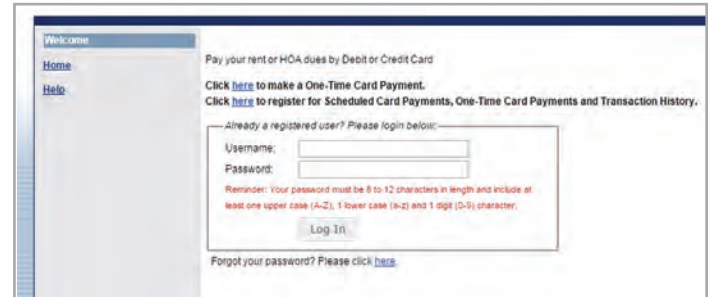 Welcome
Home
Help
Pay your rent or HOA dues by Debit or Credit Card
Click here to make a One-Time Card Payment.
Click here to register for Scheduled Card Payments, One-Time Card Payments and Transaction History.
Already a registered user? Please login below:
Username:
Password:
Reminder: Your password must be 8 to 12 characters in length and include at
least one upper case (A-Z), 1 lower case (a-z) and 1 digit (0-9) character.
Log In
Forgot your password? Please click here.